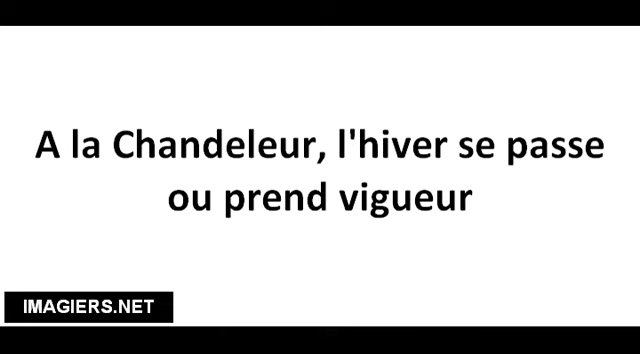 A la Chandeleur, l'hiver se passe
ou prend vigueur
IMAGIERS.NET